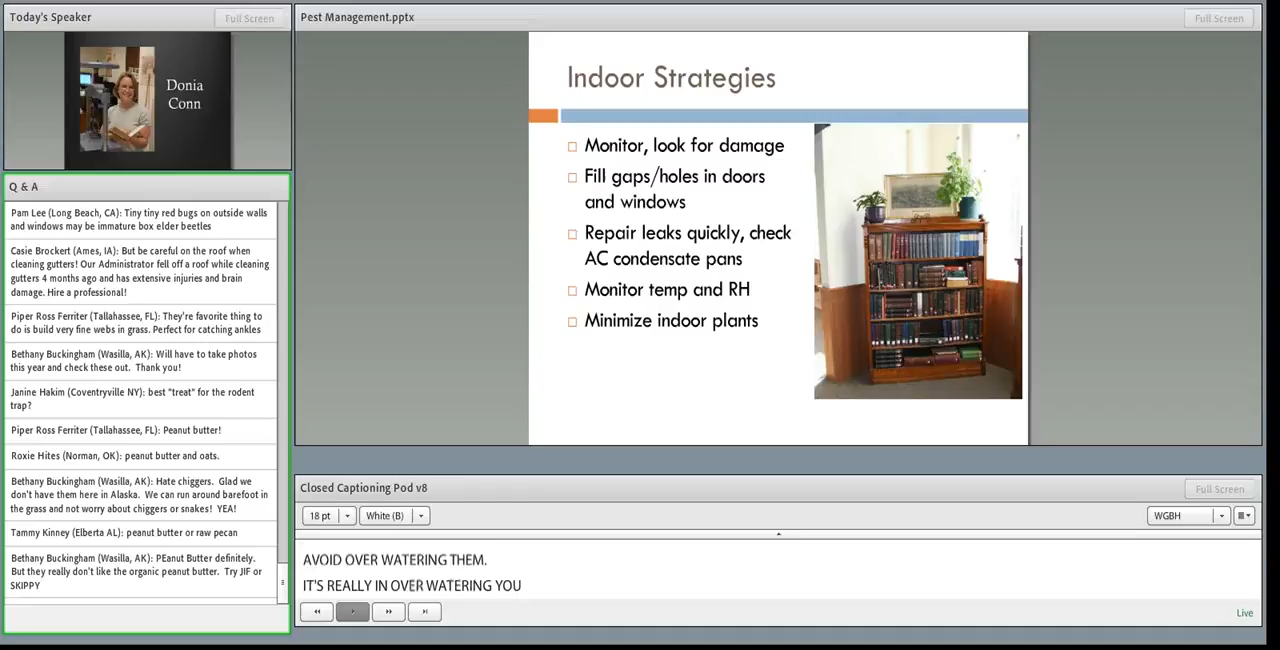 Today's Speaker
Full Screen
Donia
Conn
Q & A
Pam Lee (Long Beach, CA): Tiny tiny red bugs on outside walls
and windows may be immature box elder beetles
Casie Brockert (Ames, IA): But be careful on the roof when
cleaning gutters! Our Administrator fell off a roof while cleaning
gutters 4 months ago and has extensive injuries and brain
damage. Hire a professional!
Piper Ross Ferriter (Tallahassee, FL): They're favorite thing to
do is build very fine webs in grass. Perfect for catching ankles
Bethany Buckingham (Wasilla, AK): Will have to take photos
this year and check these out. Thank you!
Janine Hakim (Coventryville NY): best "treat" for the rodent
trap?
Piper Ross Ferriter (Tallahassee, FL): Peanut butter!
Roxie Hites (Norman, OK): peanut butter and oats.
Bethany Buckingham (Wasilla, AK): Hate chiggers. Glad we
don't have them here in Alaska. We can run around barefoot in
the grass and not worry about chiggers or snakes! YEA!
Tammy Kinney (Elberta AL): peanut butter or raw pecan
Bethany Buckingham (Wasilla, AK): PEanut Butter definitely.
But they really don't like the organic peanut butter. Try JIF or
SKIPPY
Pest Management.pptx
Full Screen
Indoor Strategies
Monitor, look for damage
Fill gaps/holes in doors
and windows
Repair leaks quickly, check
AC condensate pans
Monitor temp and RH
Minimize indoor plants
Closed Captioning Pod v8
Full Screen
18 pt
White (B)
WGBH
AVOID OVER WATERING THEM.
IT'S REALLY IN OVER WATERING YOU
Live